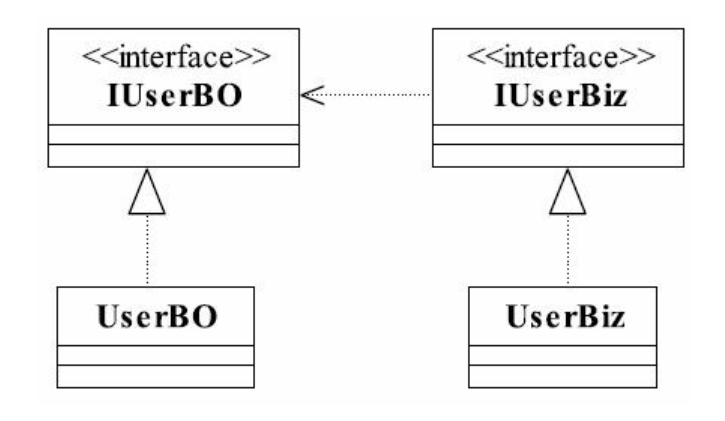 <<interface>>
IUserBO
<<interface>>
IUserBiz
UserBO
UserBiz